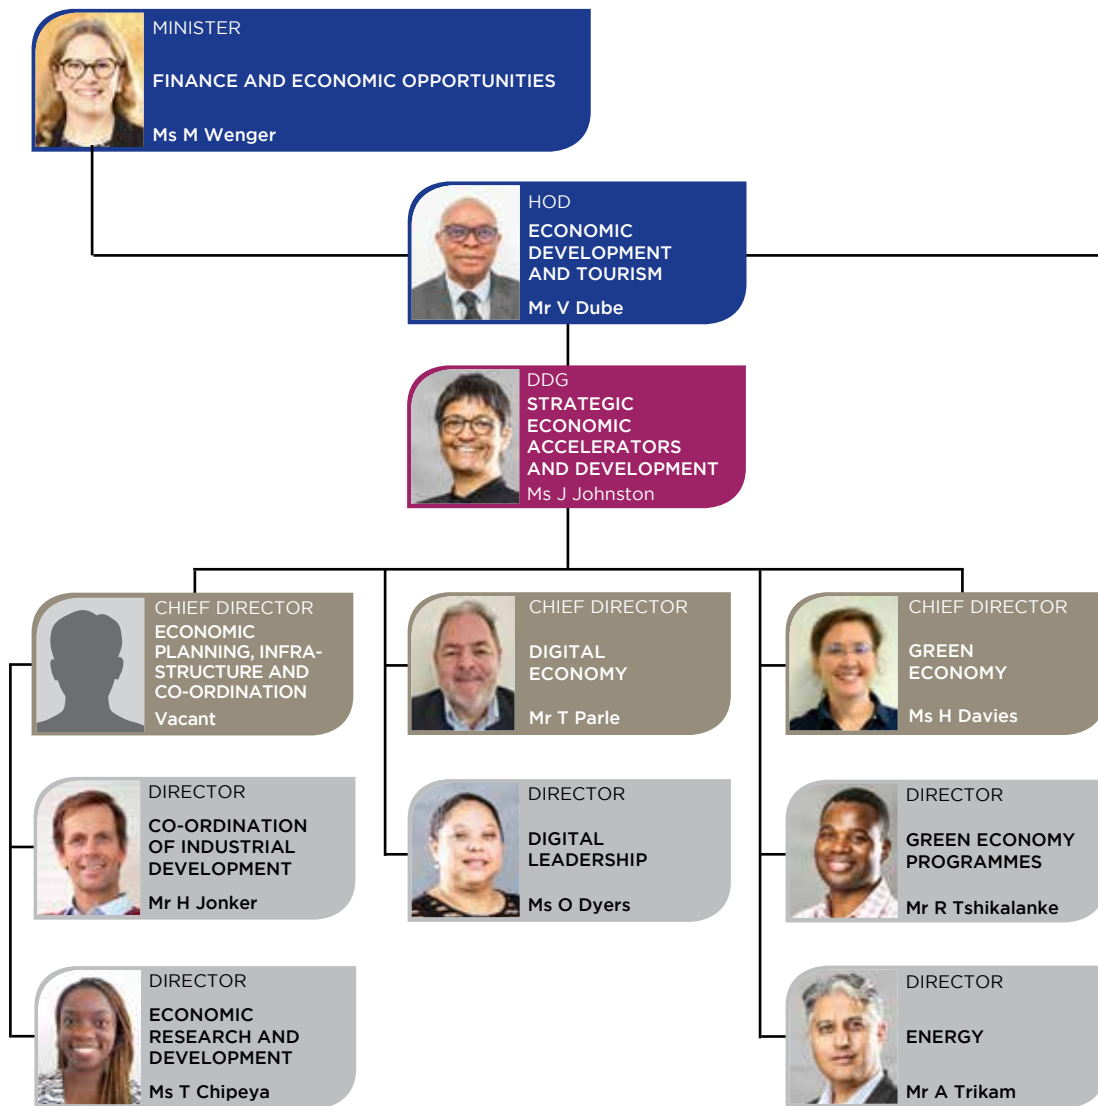 MINISTER
FINANCE AND ECONOMIC OPPORTUNITIES
Ms M Wenger
HOD
ECONOMIC
DEVELOPMENT
AND TOURISM
Mr V Dube
DDG
STRATEGIC
ECONOMIC
ACCELERATORS
AND DEVELOPMENT
Ms J Johnston
CHIEF DIRECTOR
ECONOMIC
PLANNING, INFRA-
STRUCTURE AND
CO-ORDINATION
Vacant
CHIEF DIRECTOR
DIGITAL
ECONOMY
Mr T Parle
CHIEF DIRECTOR
GREEN
ECONOMY
Ms H Davies
DIRECTOR
CO-ORDINATION
OF INDUSTRIAL
DEVELOPMENT
Mr H Jonker
DIRECTOR
DIGITAL
LEADERSHIP
Ms O Dyers
DIRECTOR
GREEN ECONOMY
PROGRAMMES
Mr R Tshikalanke
DIRECTOR
ECONOMIC
RESEARCH AND
DEVELOPMENT
Ms T Chipeya
DIRECTOR
ENERGY
Mr A Trikam